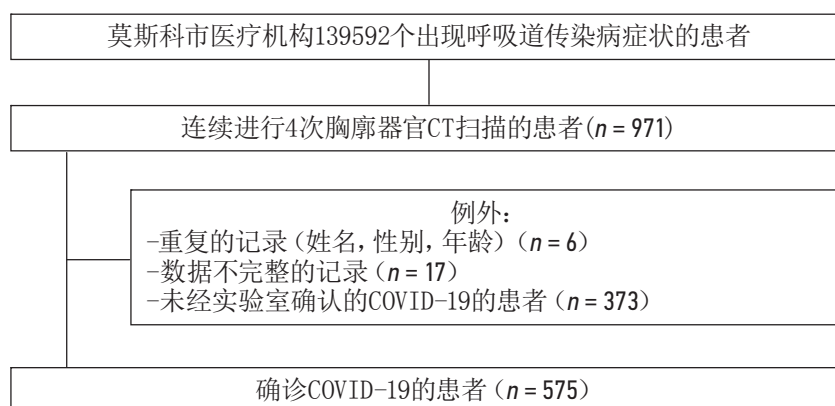 莫斯科市医疗机构139592个出现呼吸道传染病症状的患者
连续进行4次胸廓器官CT扫描的患者(n = 971)
例外：
-重复的记录（姓名，性别，年龄）（n = 6）
-数据不完整的记录（n = 17）
-未经实验室确认的COVID-19的患者（n = 373）
确诊COVID-19的患者（n = 575）